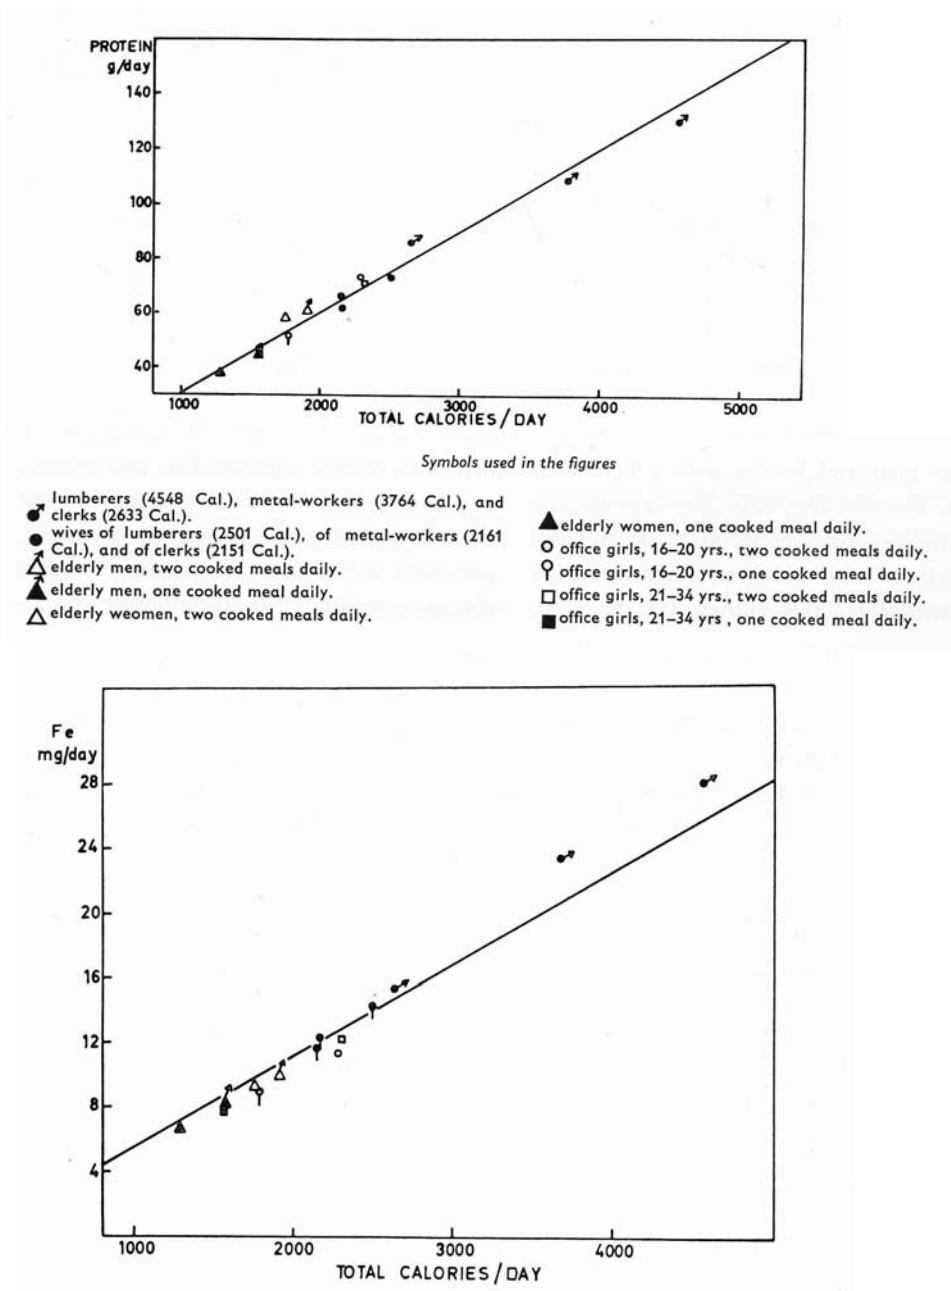 PROTEIN
g/day
140
120
100
80
60
40
1000 2000 3000 4000 5000
TOTAL CALORIES/DAY
Symbols used in the figures
lumberers (4548 Cal.), metal-workers (3764 Cal.), and
clerks (2633 Cal.).
wives of lumberers (2501 Cal.), of metal-workers (2161
Cal.), and of clerks (2151 Cal.).
elderly men, two cooked meals daily.
elderly men, one cooked meal daily.
elderly weomen, two cooked meals daily.
elderly women, one cooked meal daily.
office girls, 16–20 yrs., two cooked meals daily.
office girls, 16–20 yrs., one cooked meal daily.
office girls, 21–34 yrs., two cooked meals daily.
office girls, 21–34 yrs , one cooked meal daily.
Fe
mg/day
28
24
20
16
12
8
4
1000 2000 3000 4000
TOTAL CALORIES/DAY